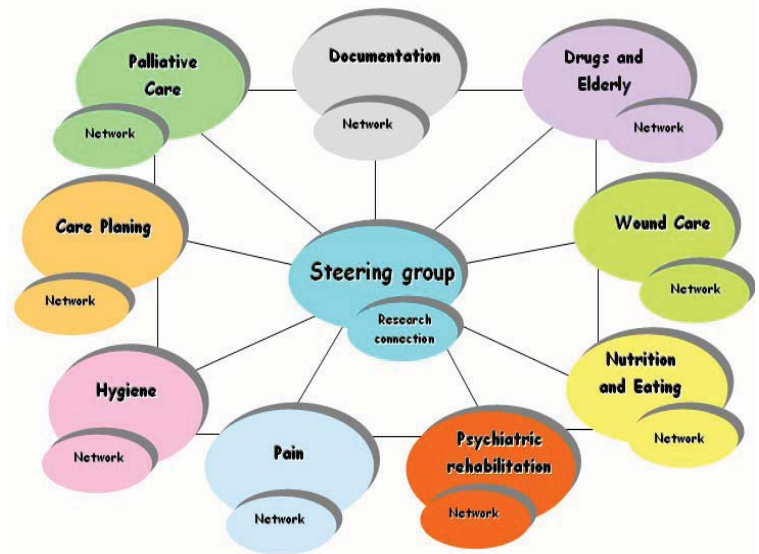 Palliative
Care
Network
Documentation
Network
Drugs and
Elderly
Network
Care Planing
Network
Steering group
Research
connection
Wound Care
Network
Hygiene
Network
Pain
Network
Psychiatric
rehabilitation
Network
Nutrition
and Eating
Network